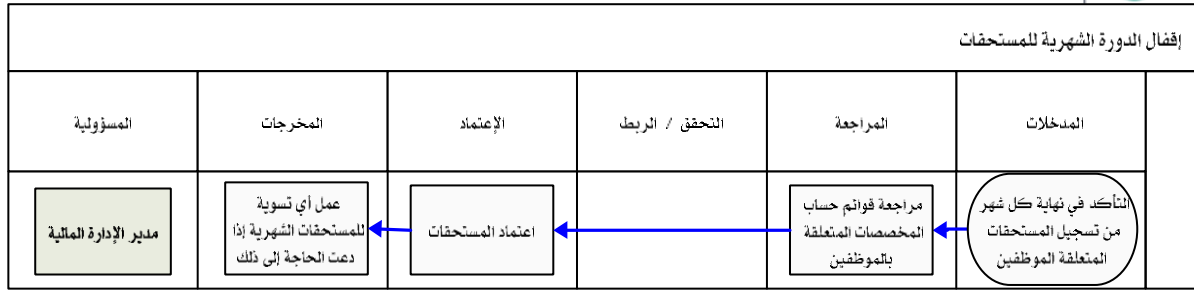 إقفال الدورة الشهرية للمستحقات
المدخلات
المراجعة
التحقق / الربط
الإعتماد
المخرجات
المسؤولية
التأكد في نهاية كل شهر
من تسجيل المستحقات
المتعلقة الموظفين
مراجعة قوائم حساب
المخصصات المتعلقة
بالموظفين
اعتماد المستحقات
عمل أي تسوية
للمستحقات الشهرية إذا
دعت الحاجة إلى ذلك
مدير الإدارة المالية